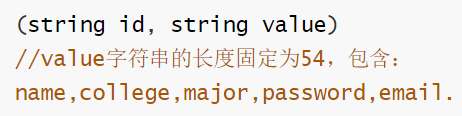 (string id, string value)
//value字符串的长度固定为54，包含：
name,college,major,password,email.